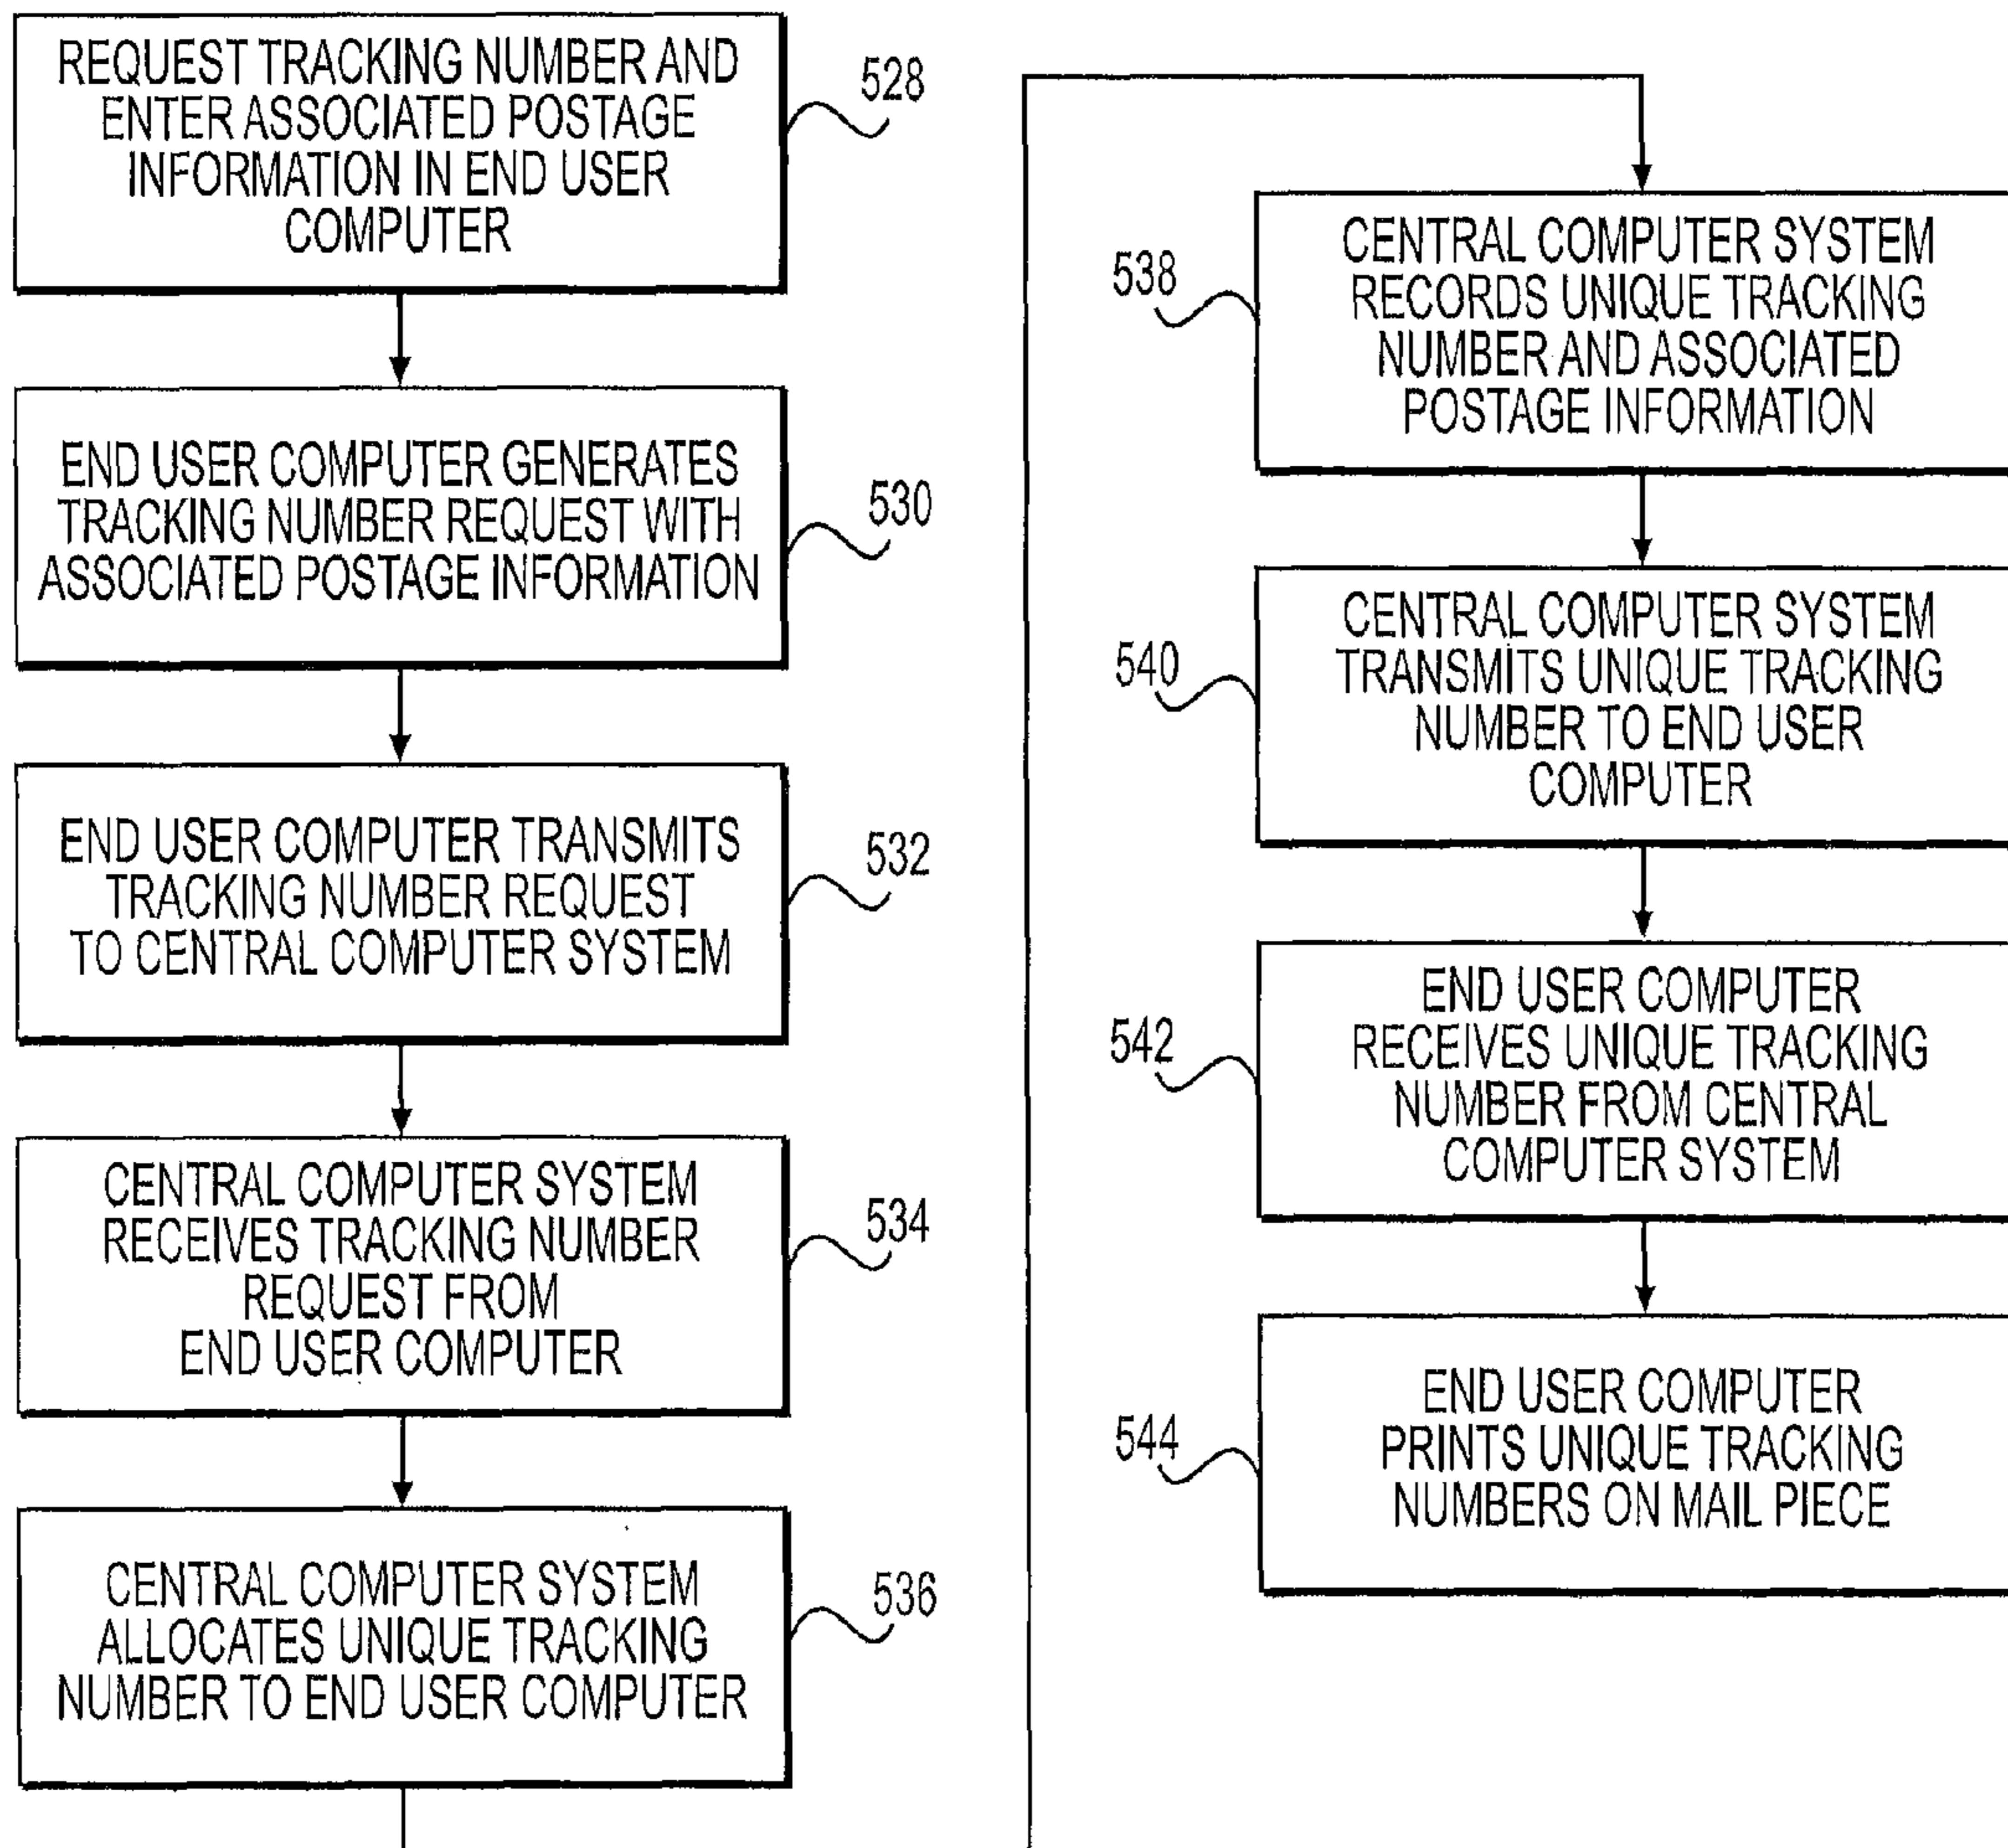 REQUEST TRACKING NUMBER AND
ENTER ASSOCIATED POSTAGE
INFORMATION IN END USER
COMPUTER
528
END USER COMPUTER GENERATES
TRACKING NUMBER REQUEST WITH
ASSOCIATED POSTAGE INFORMATION
530
END USER COMPUTER TRANSMITS
TRACKING NUMBER REQUEST
TO CENTRAL COMPUTER SYSTEM
532
CENTRAL COMPUTER SYSTEM
RECEIVES TRACKING NUMBER
REQUEST FROM
END USER COMPUTER
534
CENTRAL COMPUTER SYSTEM
ALLOCATES UNIQUE TRACKING
NUMBER TO END USER COMPUTER
536
CENTRAL COMPUTER SYSTEM
RECORDS UNIQUE TRACKING
NUMBER AND ASSOCIATED
POSTAGE INFORMATION
538
CENTRAL COMPUTER SYSTEM
TRANSMITS UNIQUE TRACKING
NUMBER TO END USER
COMPUTER
540
END USER COMPUTER
RECEIVES UNIQUE TRACKING
NUMBER FROM CENTRAL
COMPUTER SYSTEM
542
END USER COMPUTER
PRINTS UNIQUE TRACKING
NUMBERS ON MAIL PIECE
544